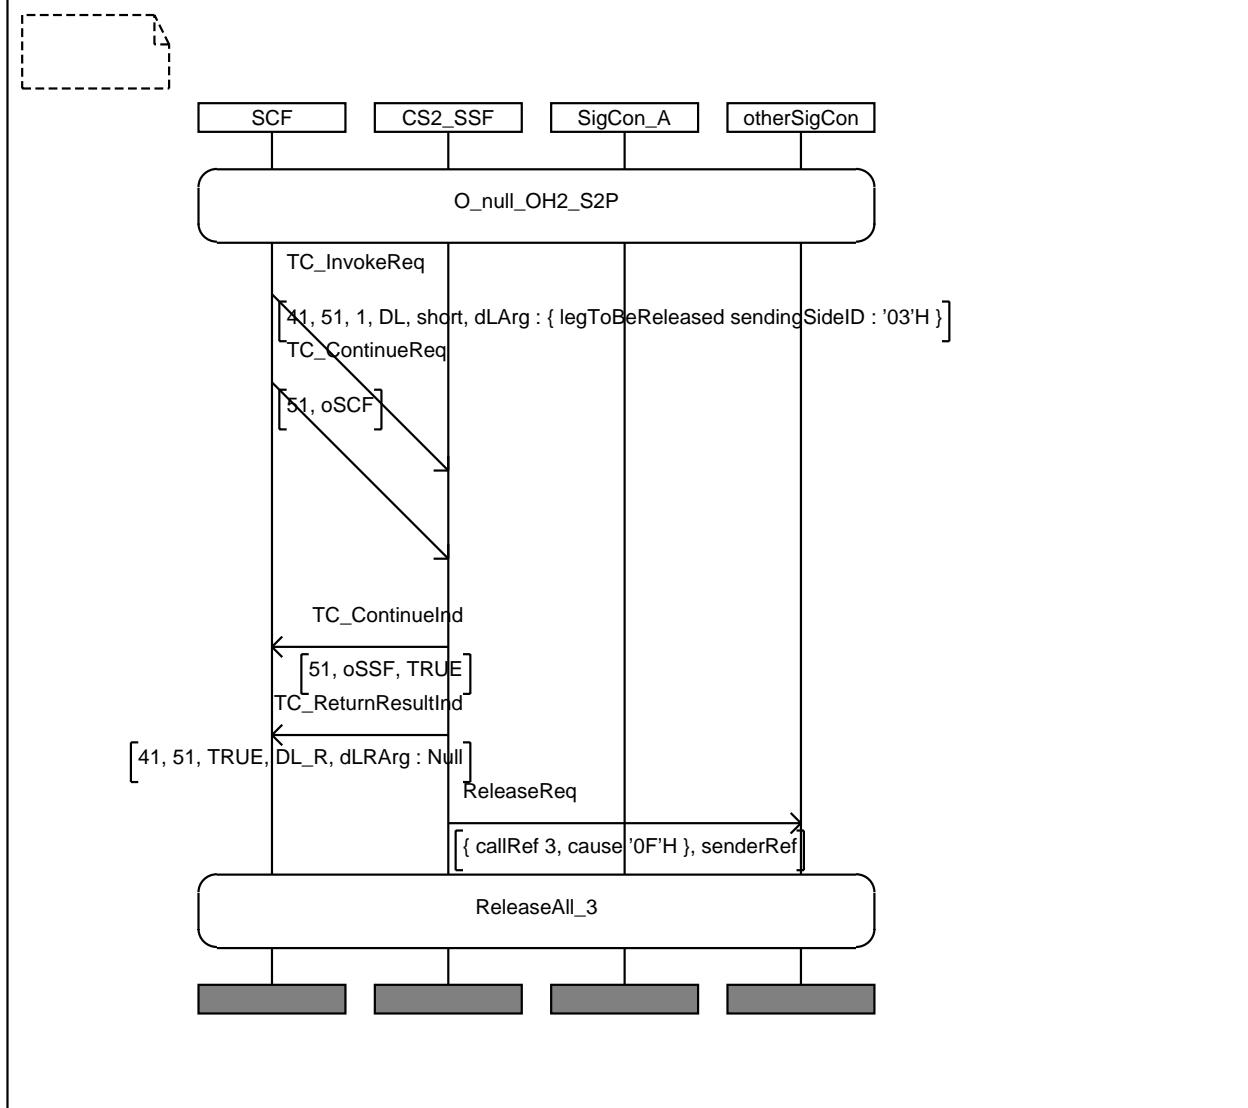 SCF
CS2_SSF
SigCon_A
otherSigCon
O_null_OH2_S2P
TC_InvokeReq
41, 51, 1, DL, short, dLArg : { legToBeReleased sendingSideID : '03'H }
TC_ContinueReq
51, oSCF
TC_ContinueInd
51, oSSF, TRUE
TC_ReturnResultInd
41, 51, TRUE, DL_R, dLRArg : Null
ReleaseReq
{ callRef 3, cause '0F'H }, senderRef
ReleaseAll_3